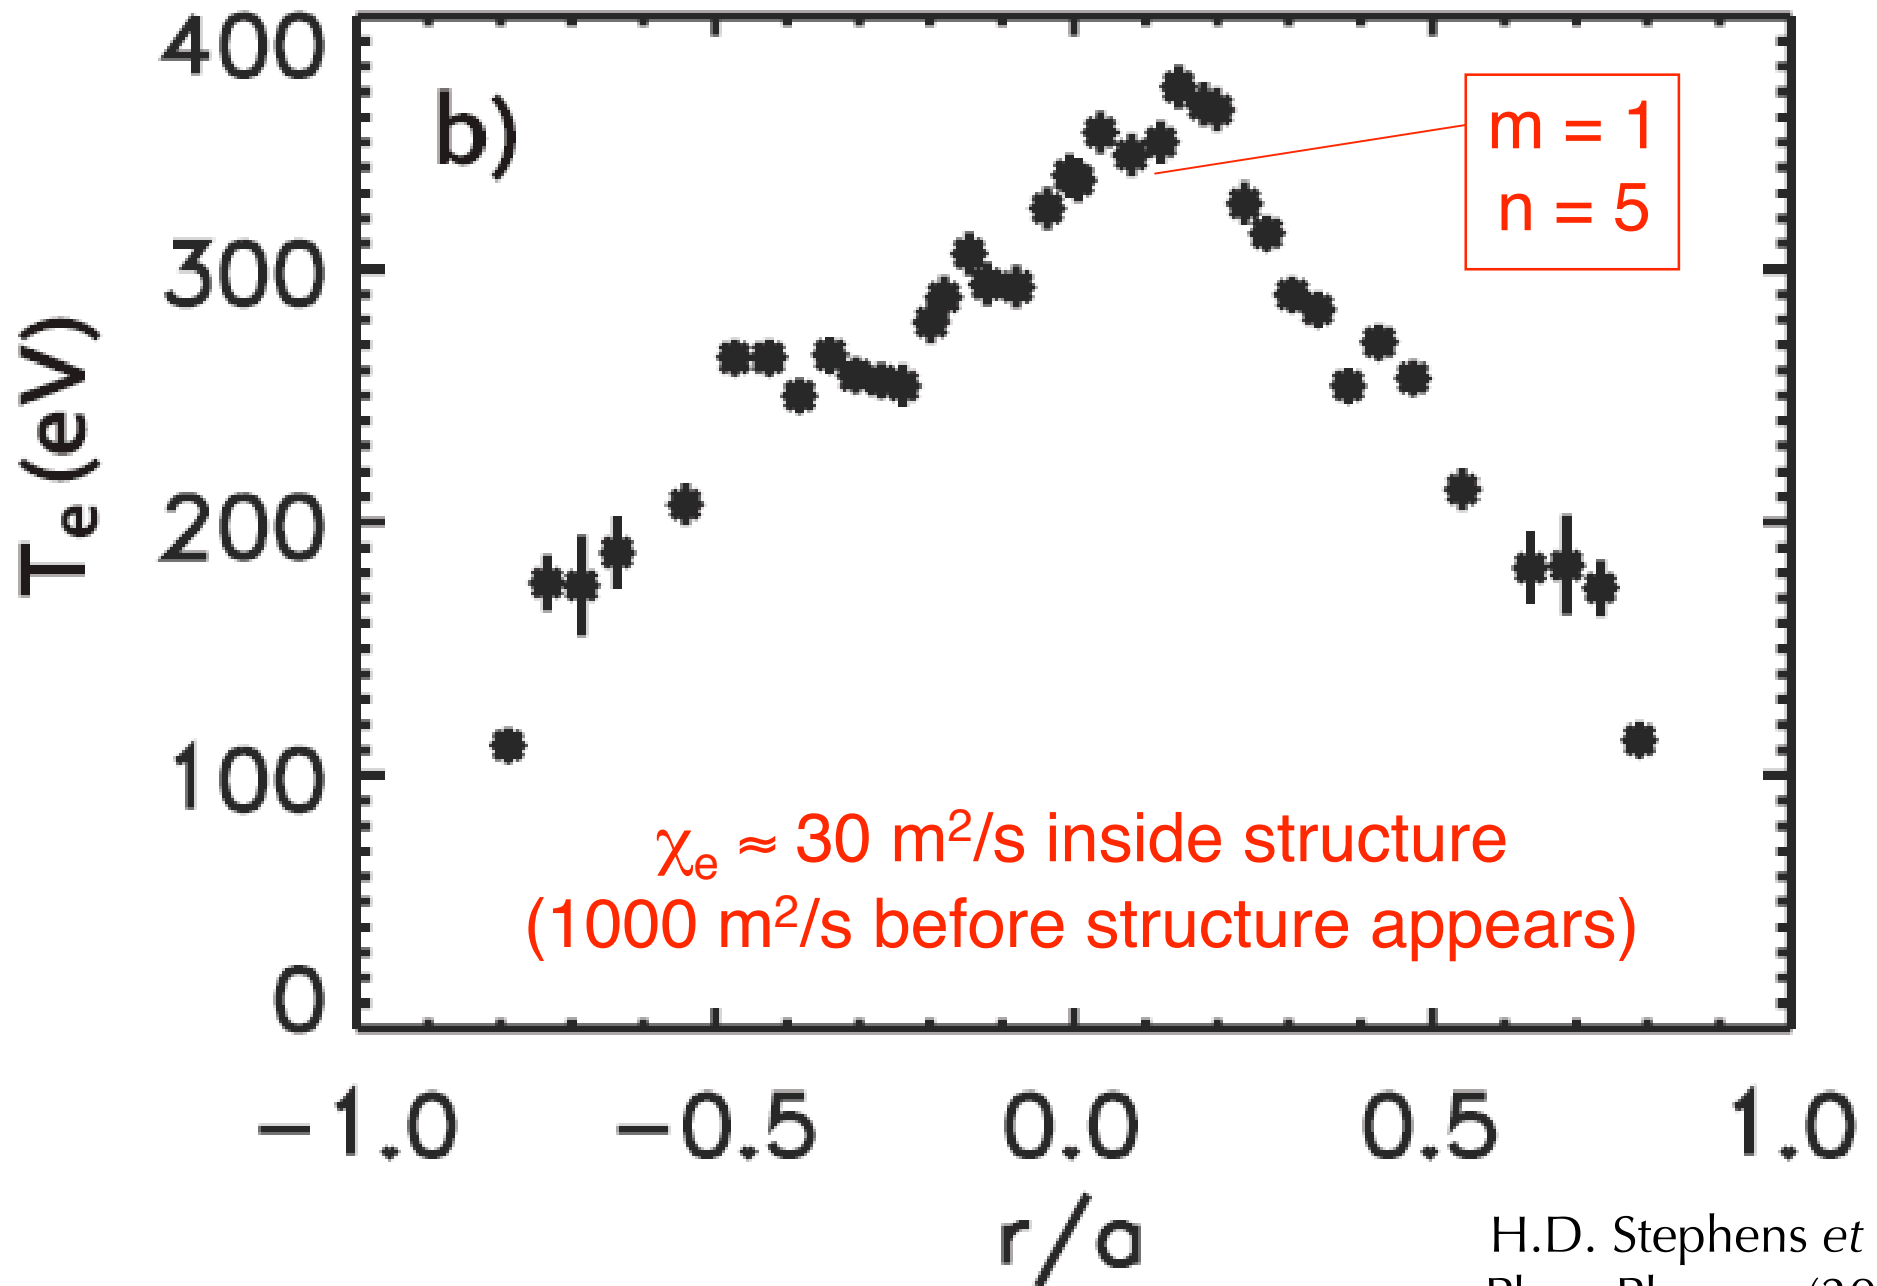 400
300
200
100
0
T e (eV)
b)
m = 1
n = 5
χe ≈ 30 m²/s inside structure
(1000 m²/s before structure appears)
−1.0 −0.5 0.0 0.5 1.0
r/a
H.D. Stephens et